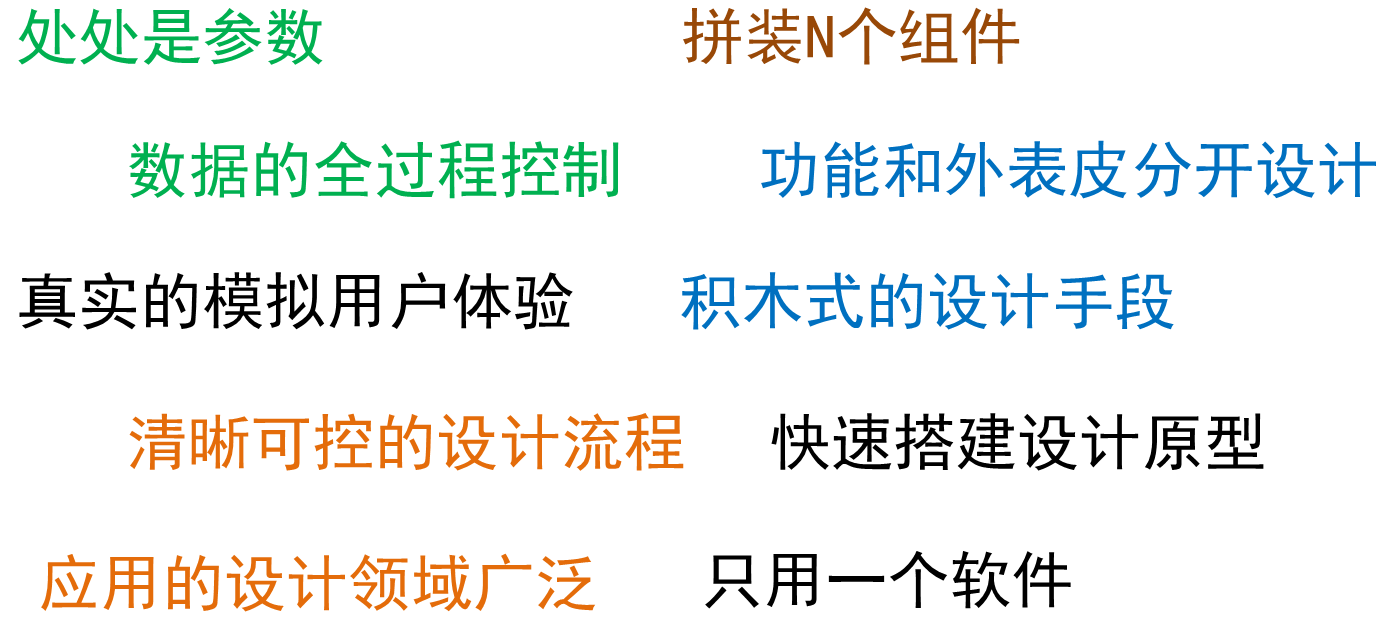 处处是参数
拼装N个组件
数据的全过程控制
功能和外表皮分开设计
真实的模拟用户体验
积木式的设计手段
清晰可控的设计流程
快速搭建设计原型
应用的设计领域广泛
只用一个软件